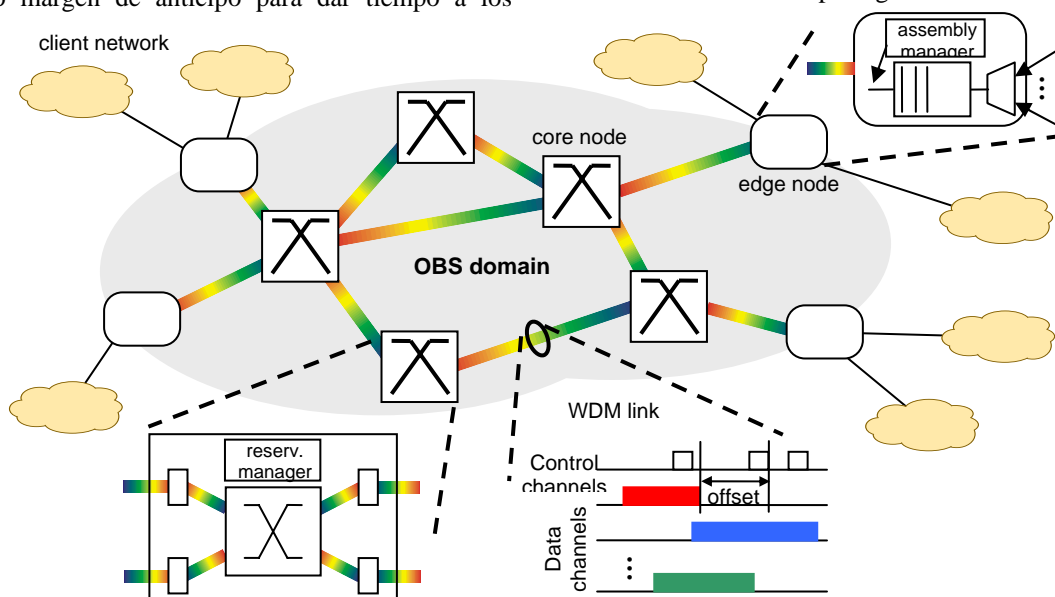 margen de anticipo para dar tiempo a los
client network
assembly
manager
core node
edge node
OBS domain
WDM link
reserv.
manager
Control
channels
offset
Data
channels